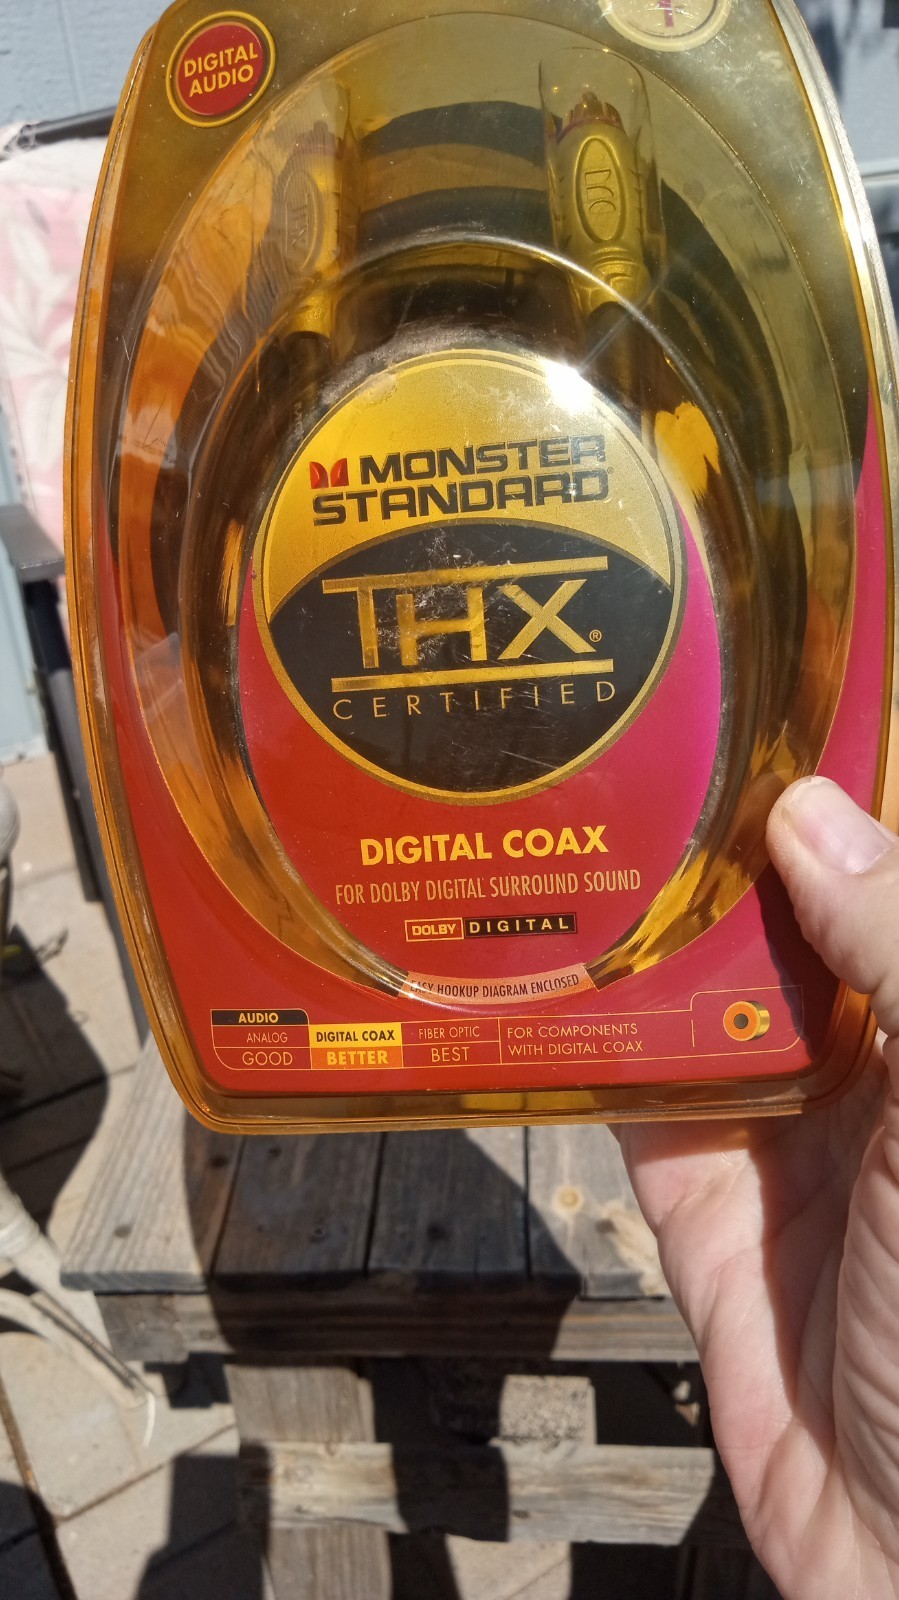 DIGITAL
AUDIO
MONSTER
STANDARD®
THX®
CERTIFIED
DIGITAL COAX
FOR DOLBY DIGITAL SURROUND SOUND
DOLBY DIGITAL
EASY HOOKUP DIAGRAM ENCLOSED
AUDIO
ANALOG DIGITAL COAX FIBER OPTIC
GOOD BETTER BEST
FOR COMPONENTS
WITH DIGITAL COAX